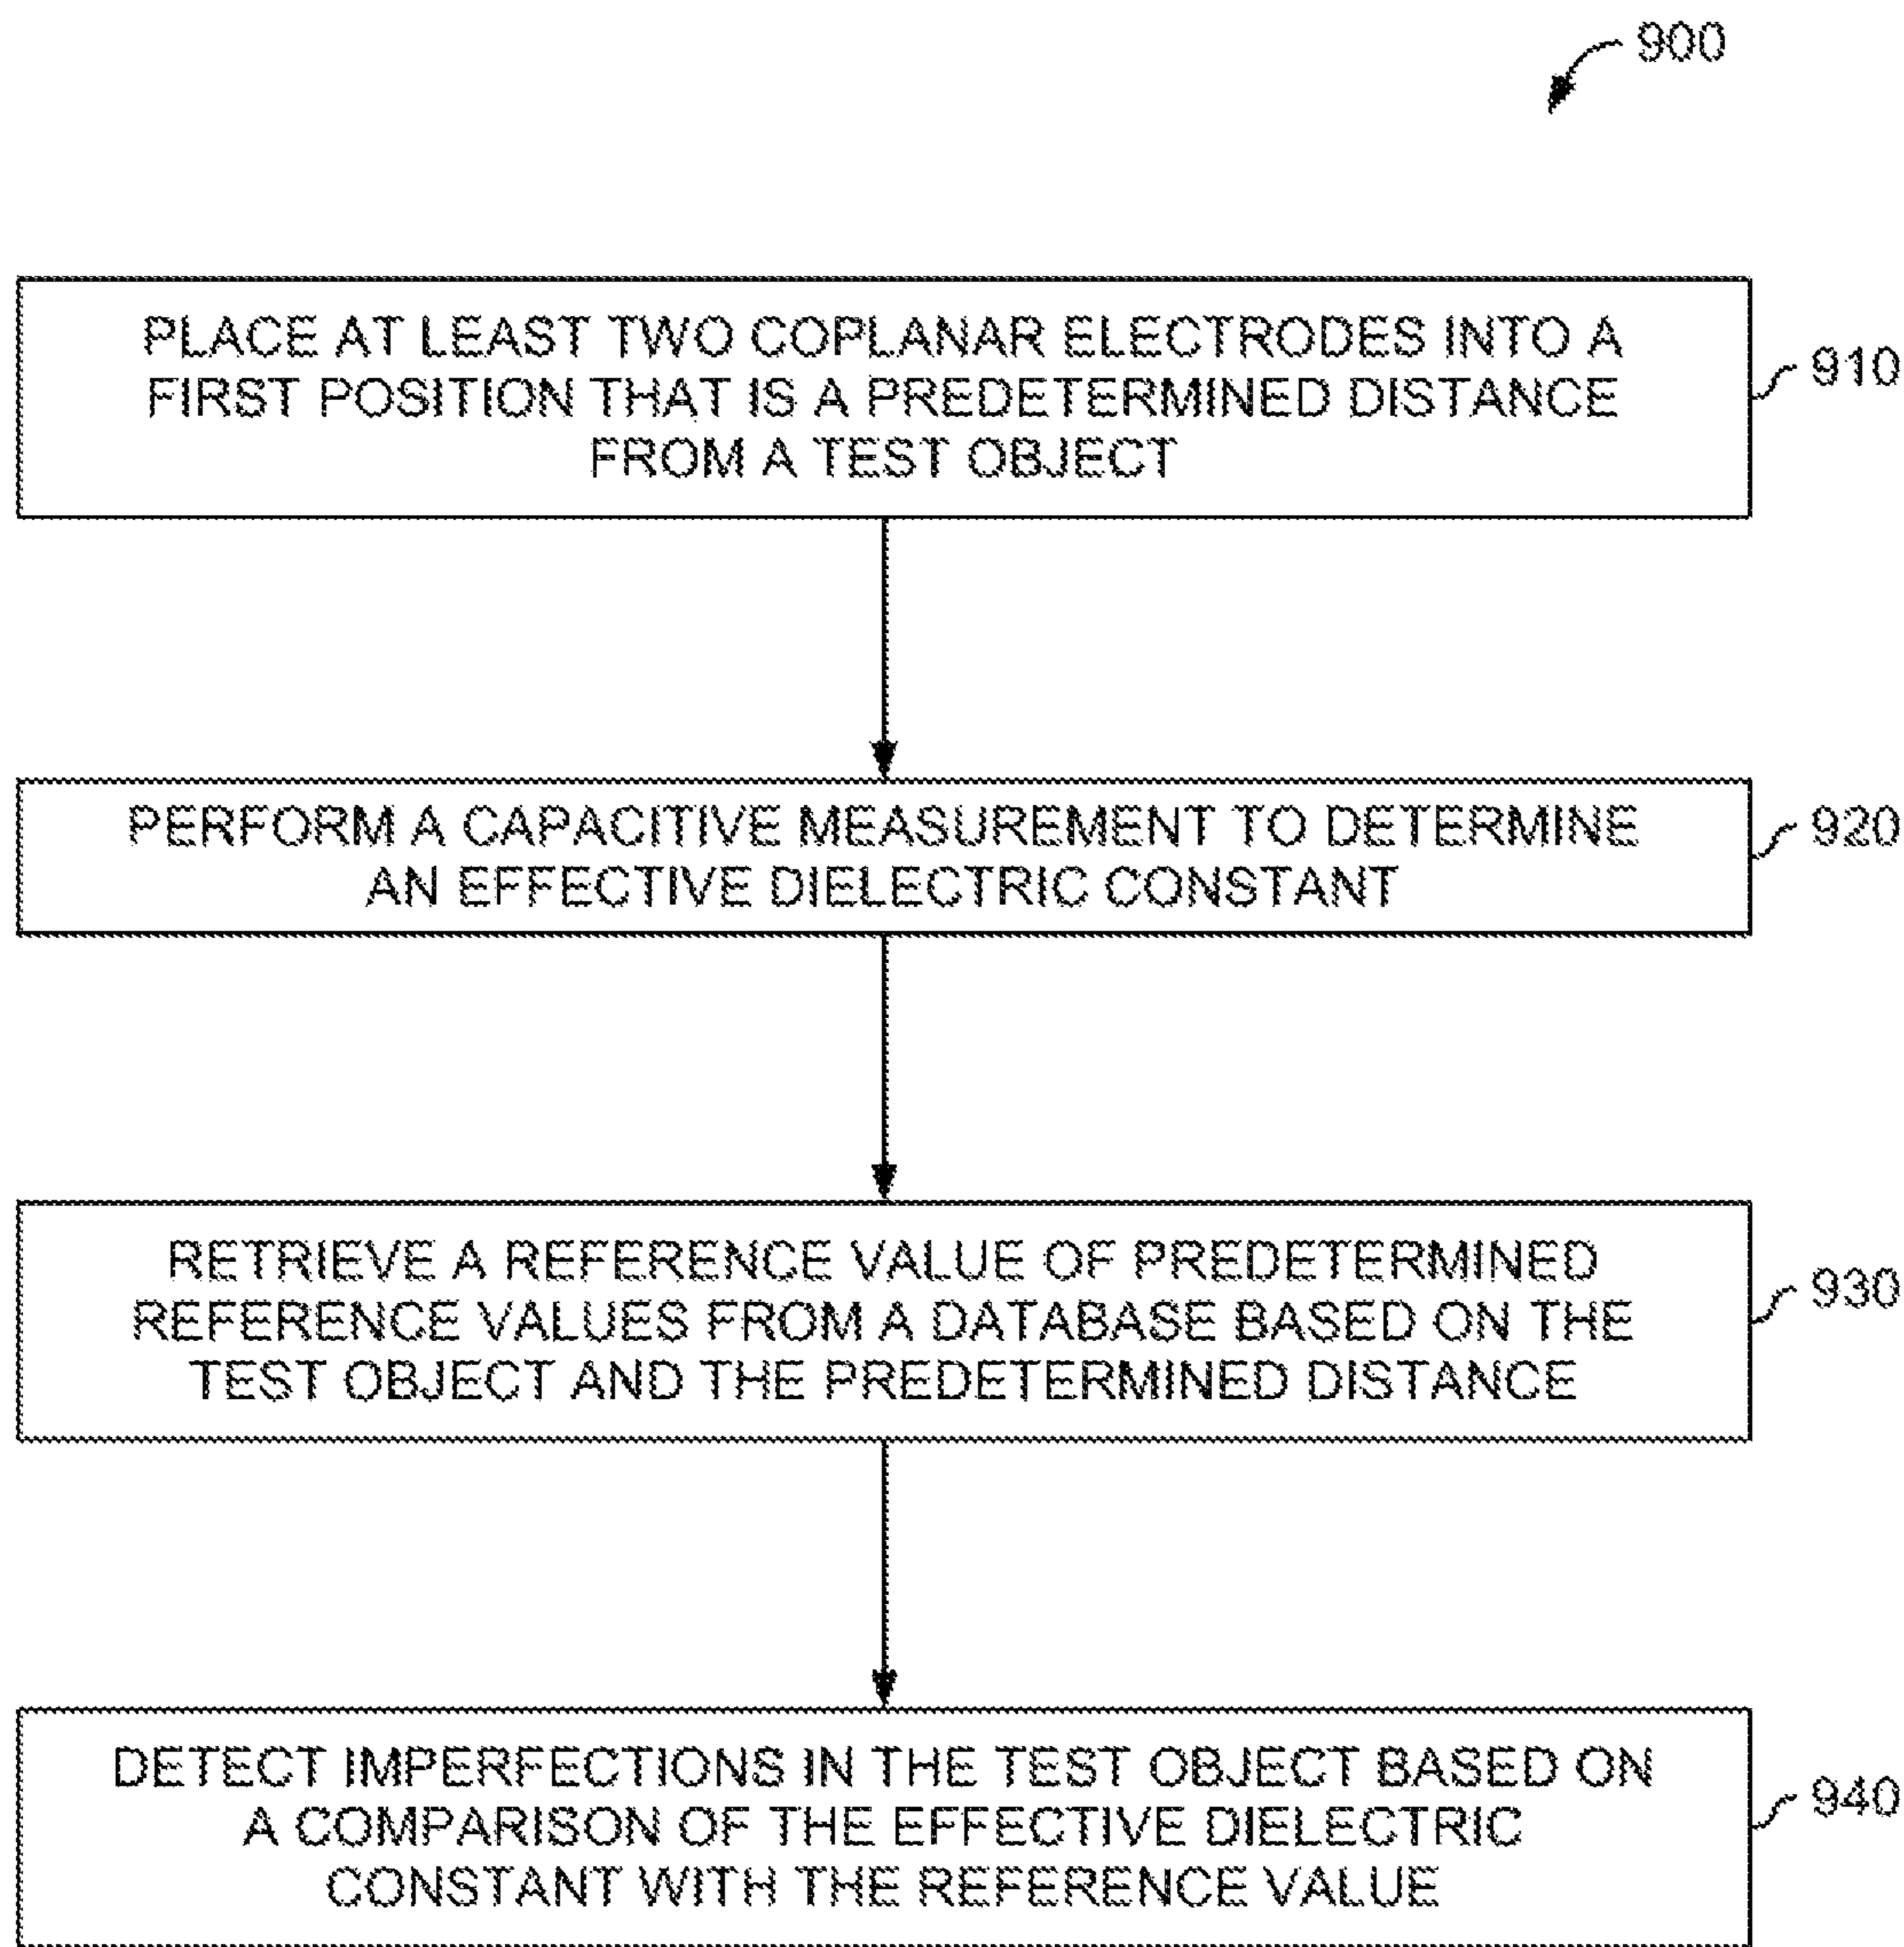 900
PLACE AT LEAST TWO COPLANAR ELECTRODES INTO A
FIRST POSITION THAT IS A PREDETERMINED DISTANCE
FROM A TEST OBJECT
910
PERFORM A CAPACITIVE MEASUREMENT TO DETERMINE
AN EFFECTIVE DIELECTRIC CONSTANT
920
RETRIEVE A REFERENCE VALUE OF PREDETERMINED
REFERENCE VALUES FROM A DATABASE BASED ON THE
TEST OBJECT AND THE PREDETERMINED DISTANCE
930
DETECT IMPERFECTIONS IN THE TEST OBJECT BASED ON
A COMPARISON OF THE EFFECTIVE DIELECTRIC
CONSTANT WITH THE REFERENCE VALUE
940